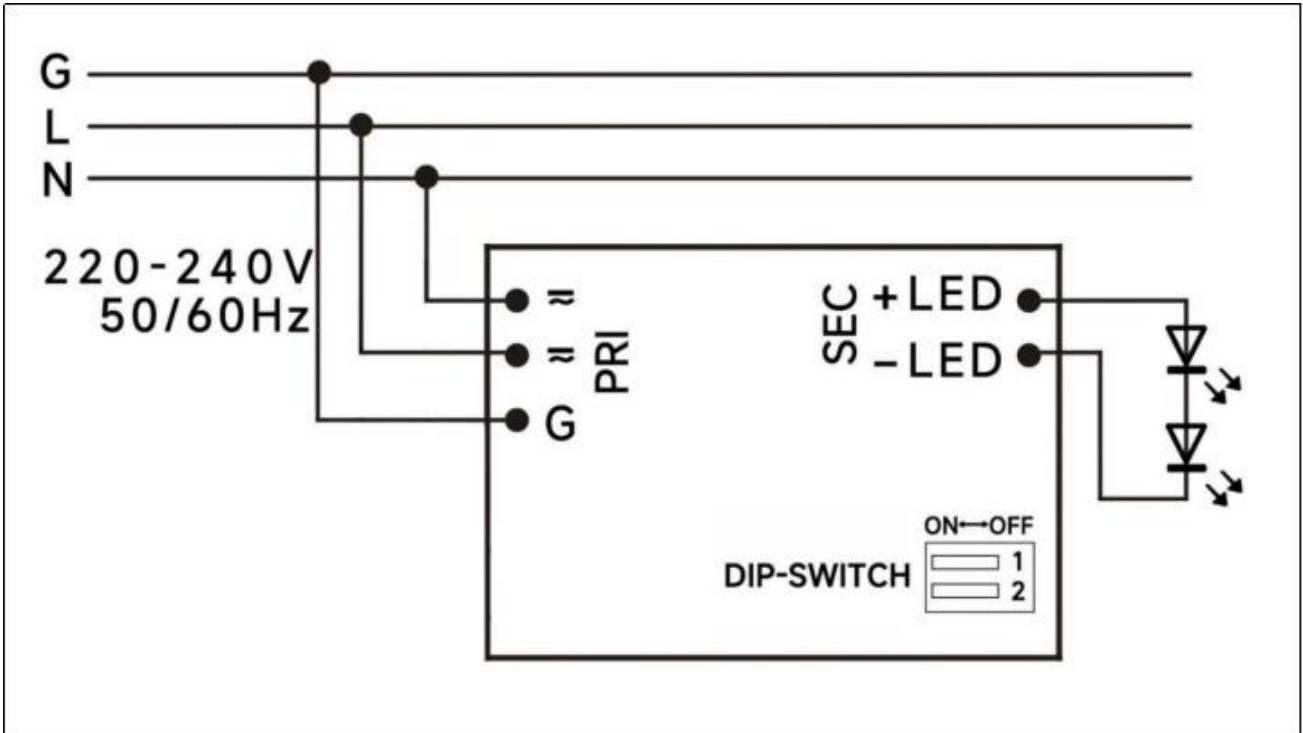 G
L
N
220-240V
50/60Hz
≂
≂
G
PRI
SEC
+LED
-LED
ON↔OFF
DIP-SWITCH
1
2